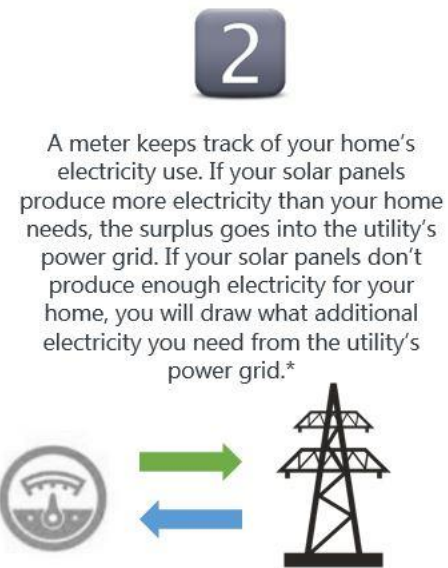 2
A meter keeps track of your home's
electricity use. If your solar panels
produce more electricity than your home
needs, the surplus goes into the utility's
power grid. If your solar panels don't
produce enough electricity for your
home, you will draw what additional
electricity you need from the utility's
power grid.*